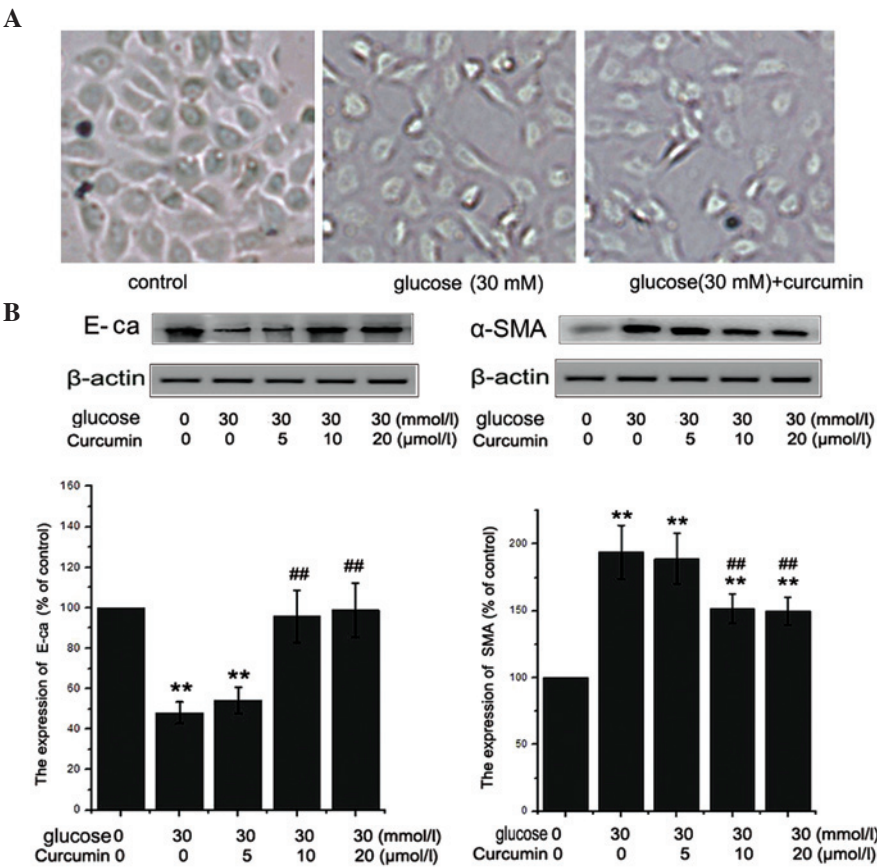 A
control glucose (30 mM) glucose(30 mM)+curcumin
B
E-ca
β-actin
glucose 0 30 30 30 30 (mmol/l)
Curcumin 0 0 5 10 20 (μmol/l)
α-SMA
β-actin
glucose 0 30 30 30 30 (mmol/l)
Curcumin 0 0 5 10 20 (μmol/l)
The expression of E-ca (% of control)
160
140
120
100
80
60
40
20
0
** ** ## ##
glucose 0 30 30 30 30 (mmol/l)
Curcumin 0 0 5 10 20 (μmol/l)
The expression of SMA (% of control)
200
150
100
50
0
** ** ## ##
** **
glucose 0 30 30 30 30 (mmol/l)
Curcumin 0 0 5 10 20 (μmol/l)